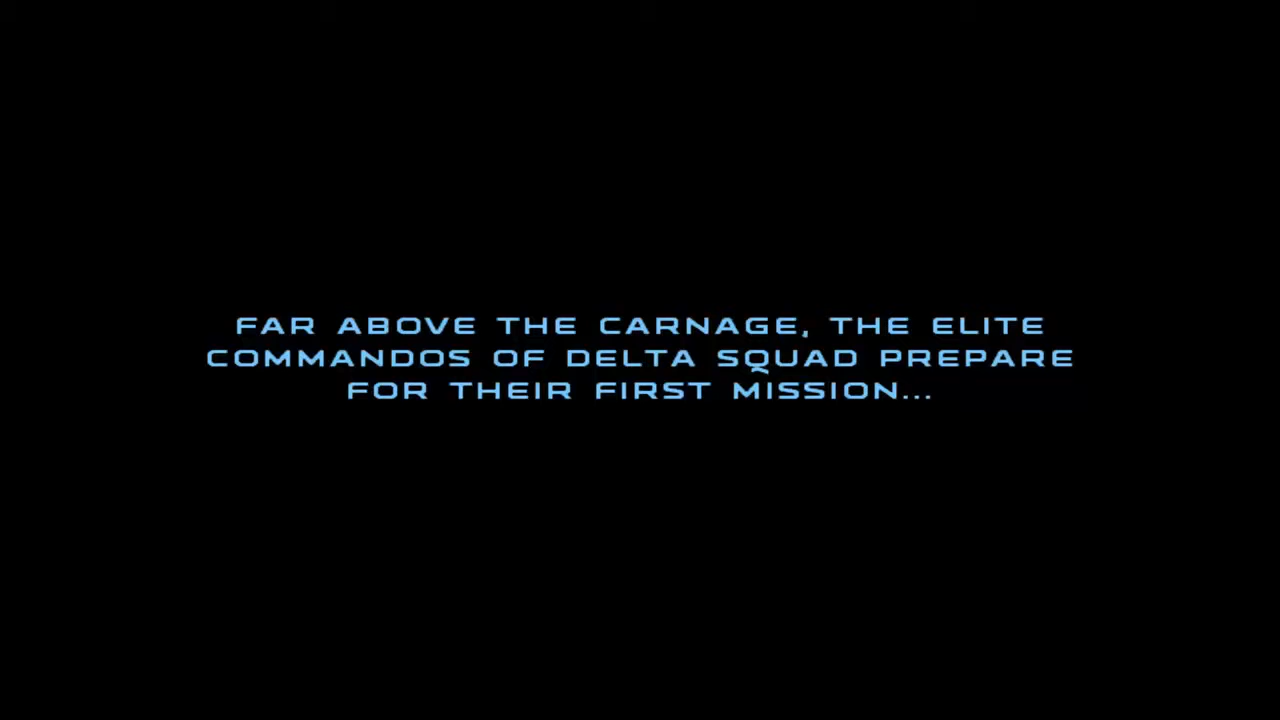 FAR ABOVE THE CARNAGE, THE ELITE
COMMANDOS OF DELTA SQUAD PREPARE
FOR THEIR FIRST MISSION...